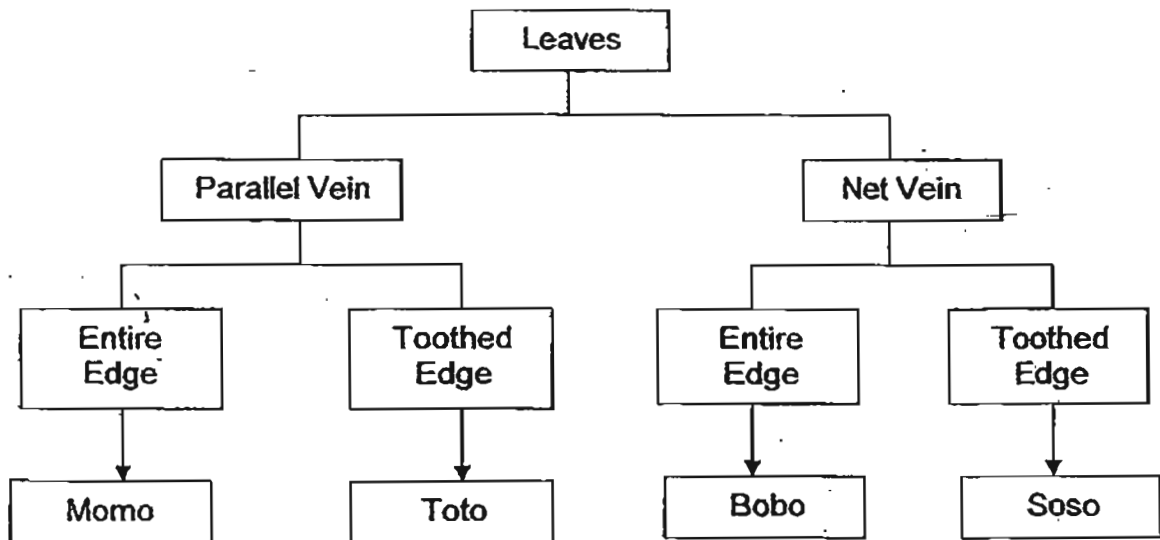 Leaves
Parallel Vein
Net Vein
Entire
Edge
Toothed
Edge
Entire
Edge
Toothed
Edge
Momo
Toto
Bobo
Soso